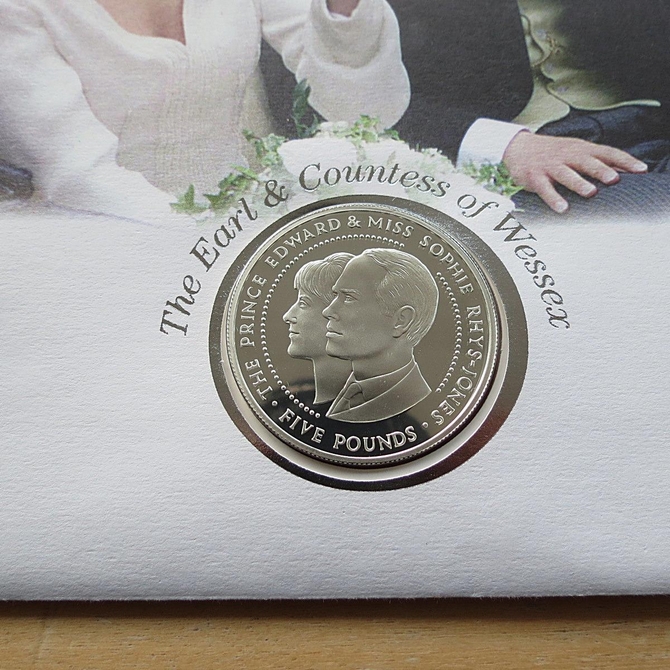 The Earl & Countess of Wessex
THE PRINCE EDWARD & MISS SOPHIE RHYS-JONES
• FIVE POUNDS •